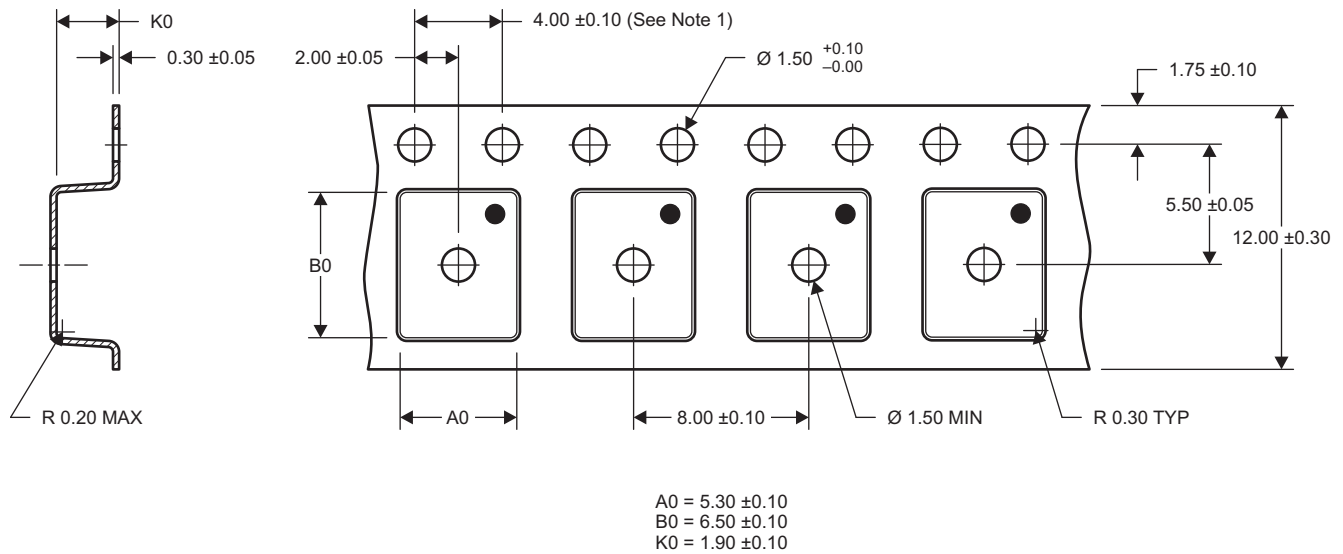 K0
4.00 ±0.10 (See Note 1)
0.30 ±0.05
2.00 ±0.05
Ø 1.50 +0.10 –0.00
1.75 ±0.10
5.50 ±0.05
12.00 ±0.30
B0
R 0.20 MAX
A0
8.00 ±0.10
Ø 1.50 MIN
R 0.30 TYP
A0 = 5.30 ±0.10
B0 = 6.50 ±0.10
K0 = 1.90 ±0.10